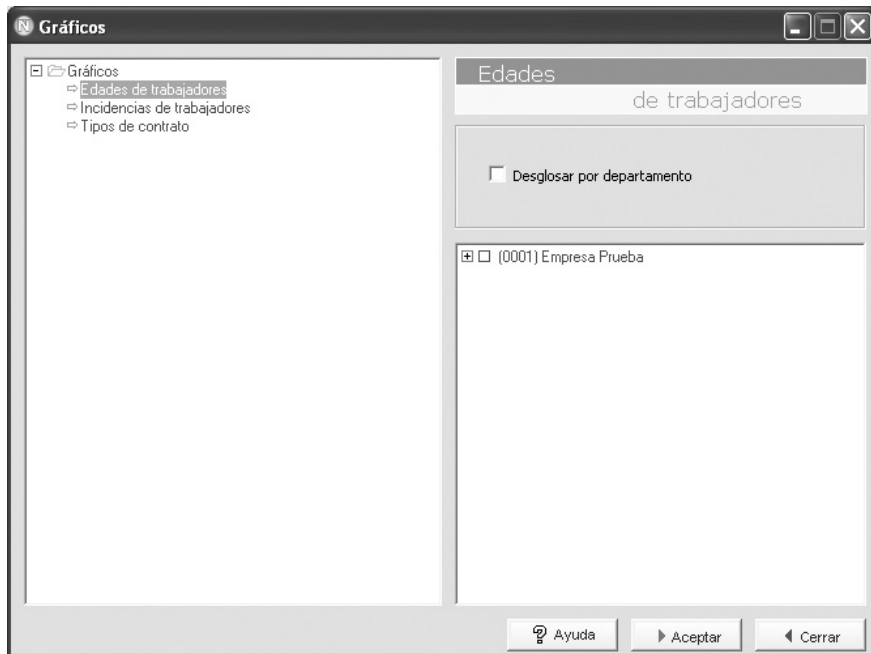 Gráficos
Gráficos
Edades de trabajadores
Incidencias de trabajadores
Tipos de contrato
Edades
de trabajadores
Desglosar por departamento
(0001) Empresa Prueba
Ayuda
Aceptar
Cerrar